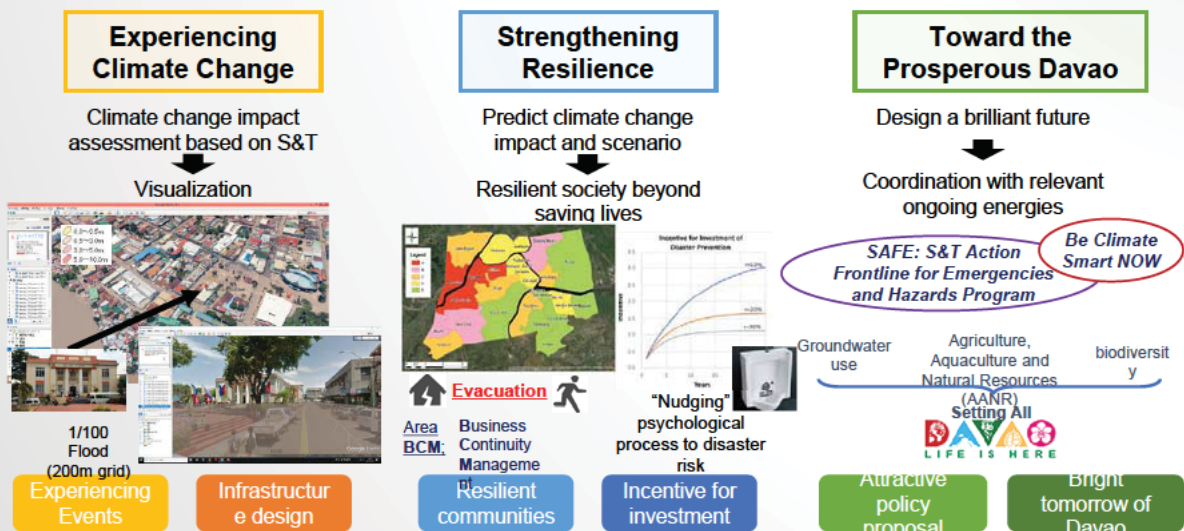 Experiencing
Climate Change
Climate change impact
assessment based on S&T
Visualization
1/100
Flood
(200m grid)
Experiencing
Events
Infrastructur
e design
Strengthening
Resilience
Predict climate change
impact and scenario
Resilient society beyond
saving lives
Legend
Incentive for Investment of
Disaster Prevention
Incentive
Years
Evacuation
Area
BCM;
Business
Continuity
Manageme
nt
"Nudging"
psychological
process to disaster
risk
Resilient
communities
Incentive for
investment
Toward the
Prosperous Davao
Design a brilliant future
Coordination with relevant
ongoing energies
SAFE: S&T Action
Frontline for Emergencies
and Hazards Program
Be Climate
Smart NOW
Groundwater
use
Agriculture,
Aquaculture and
Natural Resources
(AANR)
biodiversit
y
Setting All
DAVAO
LIFE IS HERE
Attractive
policy
proposal
Bright
tomorrow of
Davao